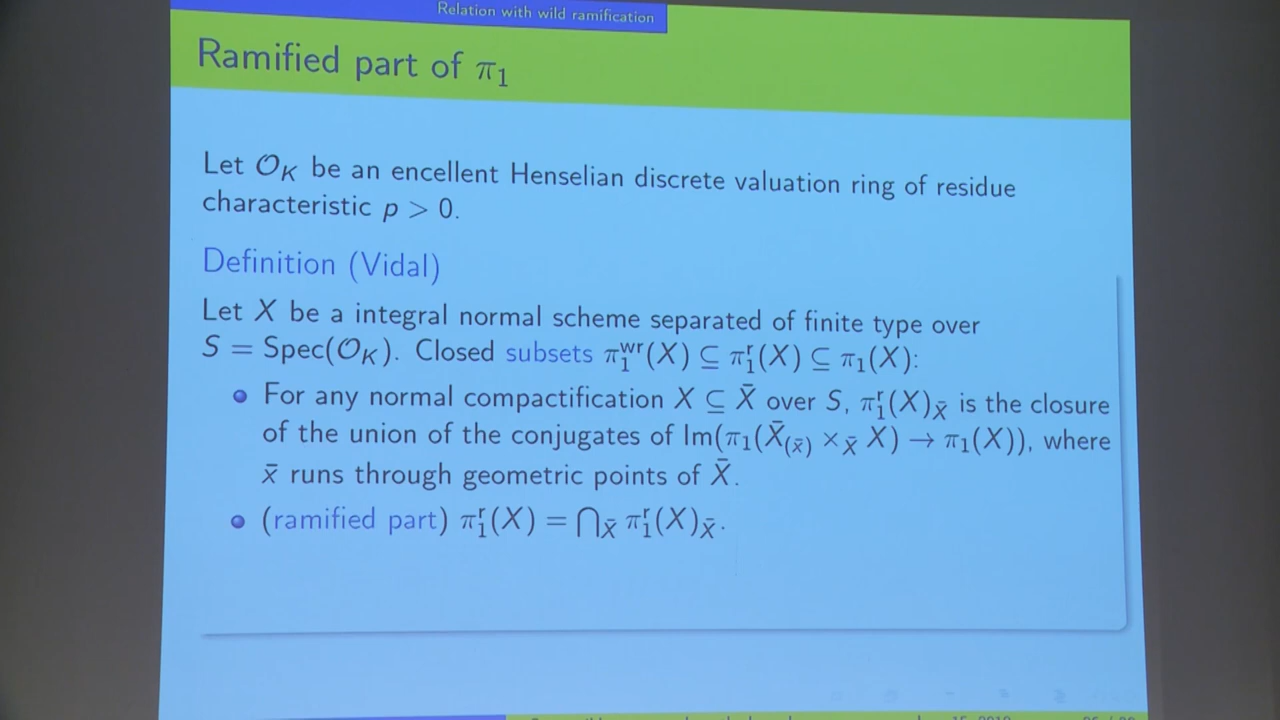 Relation with wild ramification
Ramified part of π₁
Let 𝒪_K be an encellent Henselian discrete valuation ring of residue
characteristic p > 0.
Definition (Vidal)
Let X be a integral normal scheme separated of finite type over
S = Spec(𝒪_K). Closed subsets π₁^wr(X) ⊆ π₁^r(X) ⊆ π₁(X):
• For any normal compactification X ⊆ X̄ over S, π₁^r(X)_X̄ is the closure
of the union of the conjugates of Im(π₁(X̄_(x̄) ×_X̄ X) → π₁(X)), where
x̄ runs through geometric points of X̄.
• (ramified part) π₁^r(X) = ⋂_X̄ π₁^r(X)_X̄.